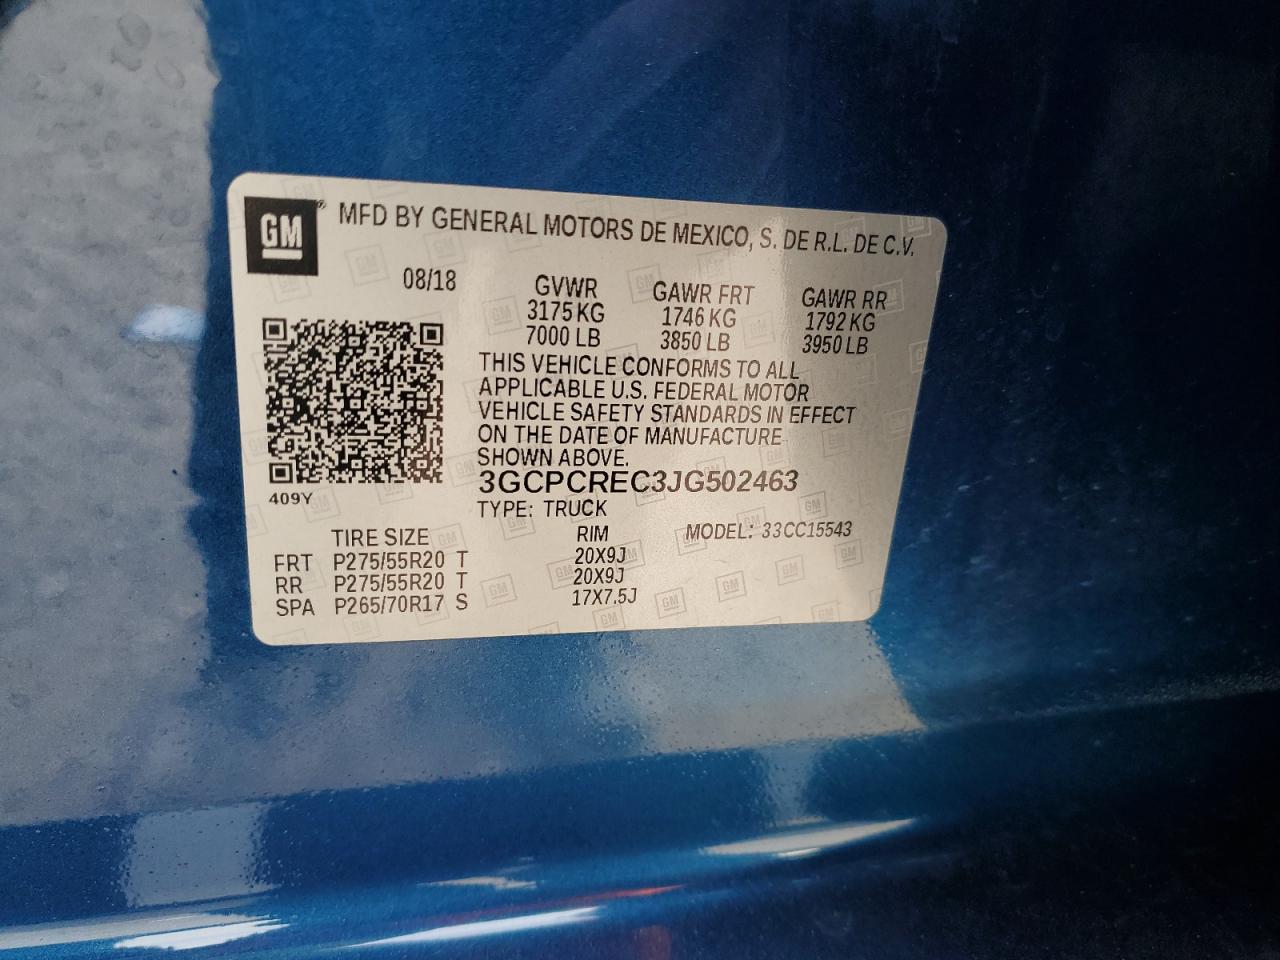 GM
MFD BY GENERAL MOTORS DE MEXICO, S. DE R.L. DE C.V.
08/18
GVWR GAWR FRT GAWR RR
3175 KG 1746 KG 1792 KG
7000 LB 3850 LB 3950 LB
THIS VEHICLE CONFORMS TO ALL
APPLICABLE U.S. FEDERAL MOTOR
VEHICLE SAFETY STANDARDS IN EFFECT
ON THE DATE OF MANUFACTURE
SHOWN ABOVE.
3GCPCREC3JG502463
409Y
TYPE: TRUCK
TIRE SIZE RIM MODEL: 33CC15543
FRT P275/55R20 T 20X9J
RR P275/55R20 T 20X9J
SPA P265/70R17 S 17X7.5J